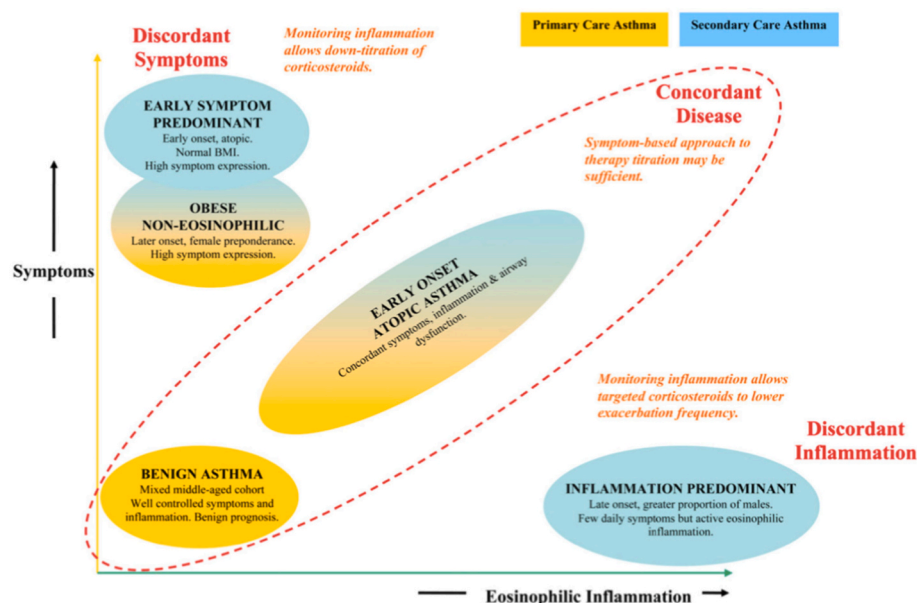 Discordant
Symptoms
Monitoring inflammation
allows down-titration of
corticosteroids.
Primary Care Asthma
Secondary Care Asthma
EARLY SYMPTOM
PREDOMINANT
Early onset, atopic.
Normal BMI.
High symptom expression.
Concordant
Disease
Symptom-based approach to
therapy titration may be
sufficient.
OBESE
NON-EOSINOPHILIC
Later onset, female preponderance.
High symptom expression.
Symptoms
EARLY ONSET
ATOPIC ASTHMA
Concordant symptoms, inflammation & airway
dysfunction.
Monitoring inflammation allows
targeted corticosteroids to lower
exacerbation frequency.
Discordant
Inflammation
BENIGN ASTHMA
Mixed middle-aged cohort
Well controlled symptoms and
inflammation. Benign prognosis.
INFLAMMATION PREDOMINANT
Late onset, greater proportion of males.
Few daily symptoms but active eosinophilic
inflammation.
Eosinophilic Inflammation